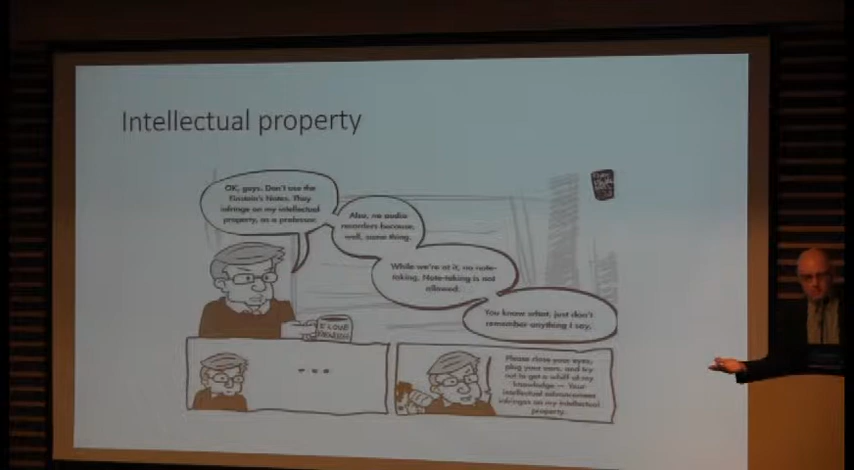 Intellectual property
OK, guys. Don't use the
Einstein's Notes. They
infringe on my intellectual
property, as a professor.
Also, no audio
recorders because,
well, same thing.
While we're at it, no note-
taking. Note-taking is not
allowed.
You know what, just don't
remember anything I say.
I LOVE
...
Please close your eyes,
plug your ears, and try
not to get a whiff of my
knowledge — Your
intellectual
infringes on my intellectual
property.